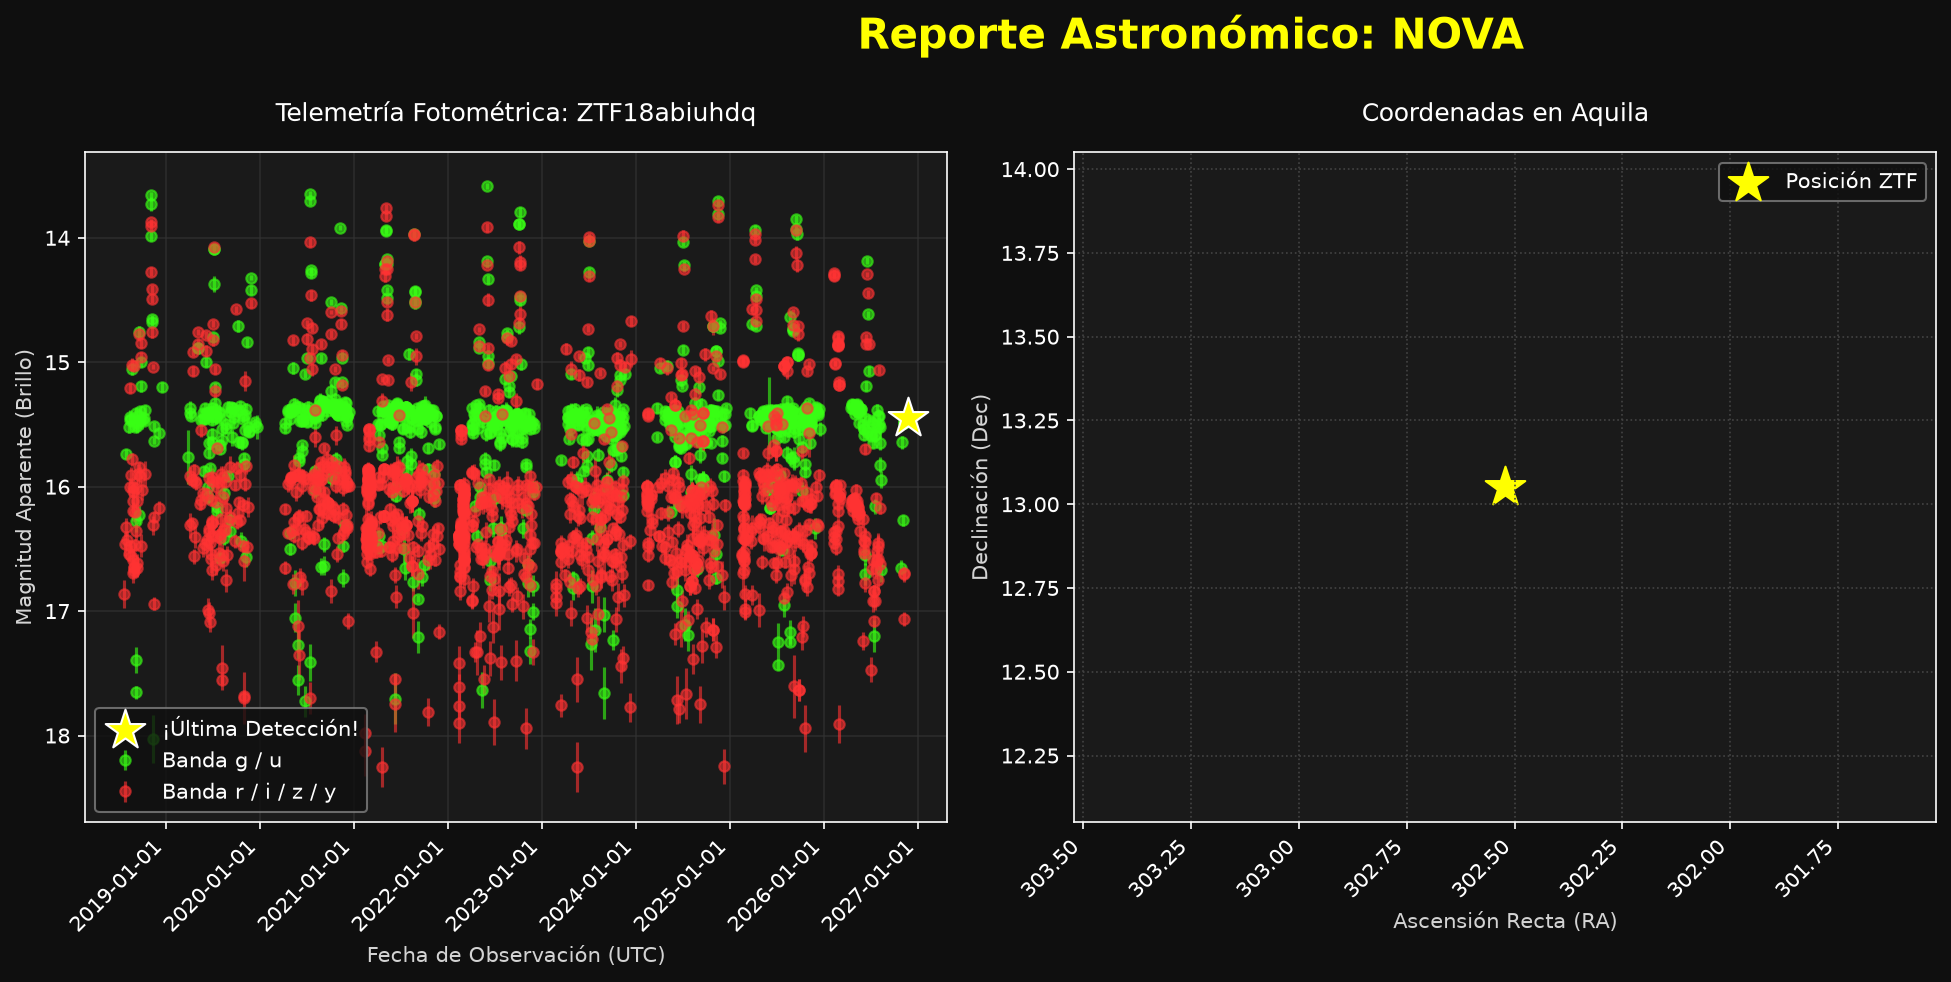 Reporte Astronómico: NOVA
Telemetría Fotométrica: ZTF18abiuhdq
Magnitud Aparente (Brillo)
14
15
16
17
18
¡Última Detección!
Banda g / u
Banda r / i / z / y
2019-01-01
2020-01-01
2021-01-01
2022-01-01
2023-01-01
2024-01-01
2025-01-01
2026-01-01
2027-01-01
Fecha de Observación (UTC)
Coordenadas en Aquila
Declinación (Dec)
14.00
13.75
13.50
13.25
13.00
12.75
12.50
12.25
Posición ZTF
303.50
303.25
303.00
302.75
302.50
302.25
302.00
301.75
Ascensión Recta (RA)